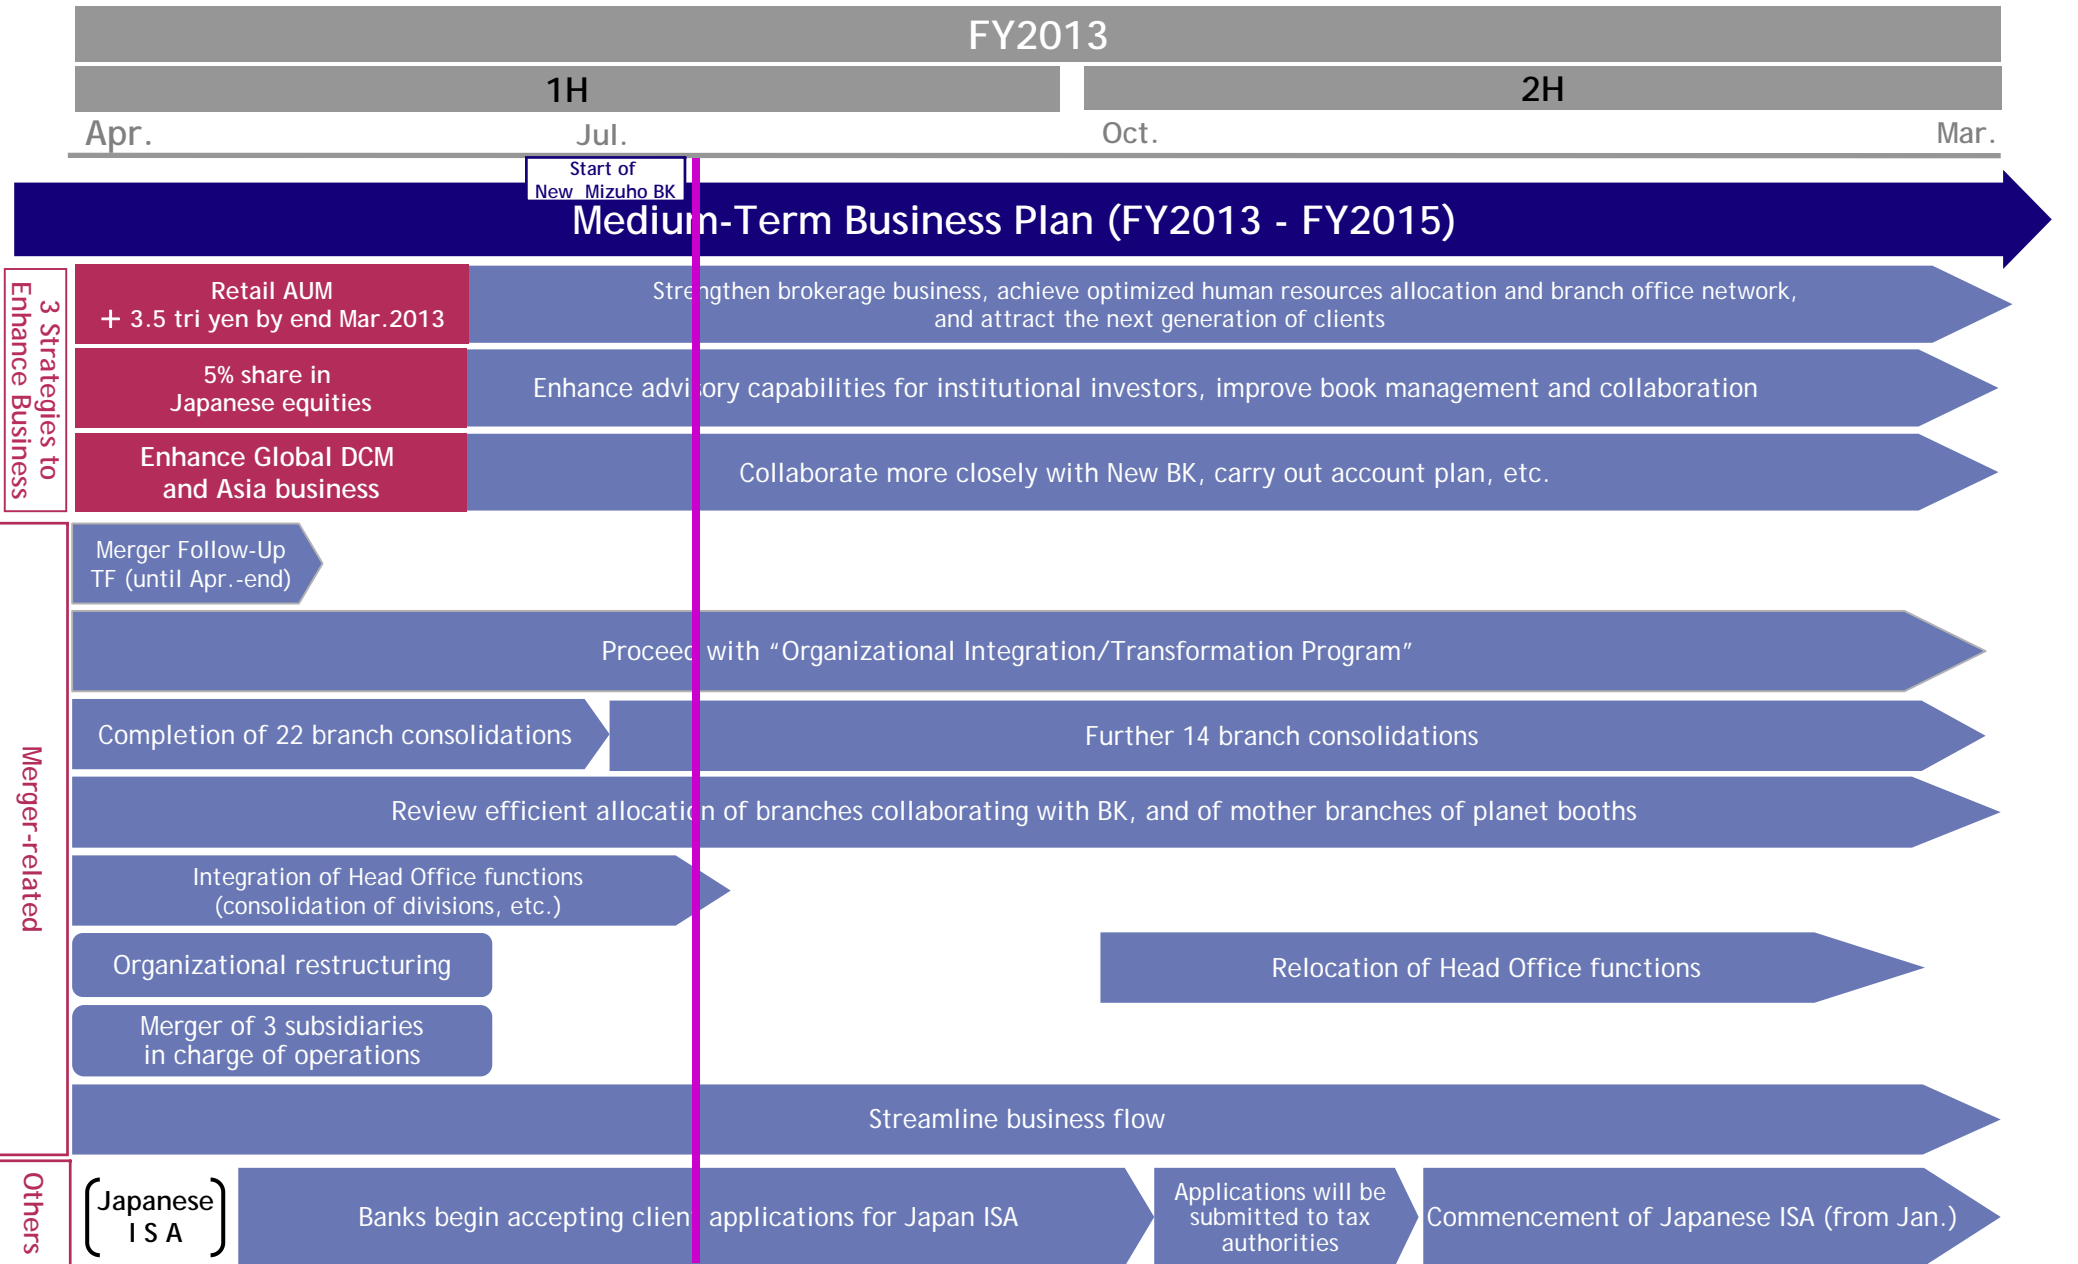 FY2013
1H
2H
Apr.
Jul.
Oct.
Mar.
Start of
New Mizuho BK
Medium-Term Business Plan (FY2013 - FY2015)
3 Strategies to
Enhance Business
Retail AUM
+ 3.5 tri yen by end Mar.2013
Strengthen brokerage business, achieve optimized human resources allocation and branch office network,
and attract the next generation of clients
5% share in
Japanese equities
Enhance advisory capabilities for institutional investors, improve book management and collaboration
Enhance Global DCM
and Asia business
Collaborate more closely with New BK, carry out account plan, etc.
Merger-related
Merger Follow-Up
TF (until Apr.-end)
Proceed with “Organizational Integration/Transformation Program”
Completion of 22 branch consolidations
Further 14 branch consolidations
Review efficient allocation of branches collaborating with BK, and of mother branches of planet booths
Integration of Head Office functions
(consolidation of divisions, etc.)
Organizational restructuring
Relocation of Head Office functions
Merger of 3 subsidiaries
in charge of operations
Streamline business flow
Others
Japanese
I S A
Banks begin accepting client applications for Japan ISA
Applications will be
submitted to tax
authorities
Commencement of Japanese ISA (from Jan.)